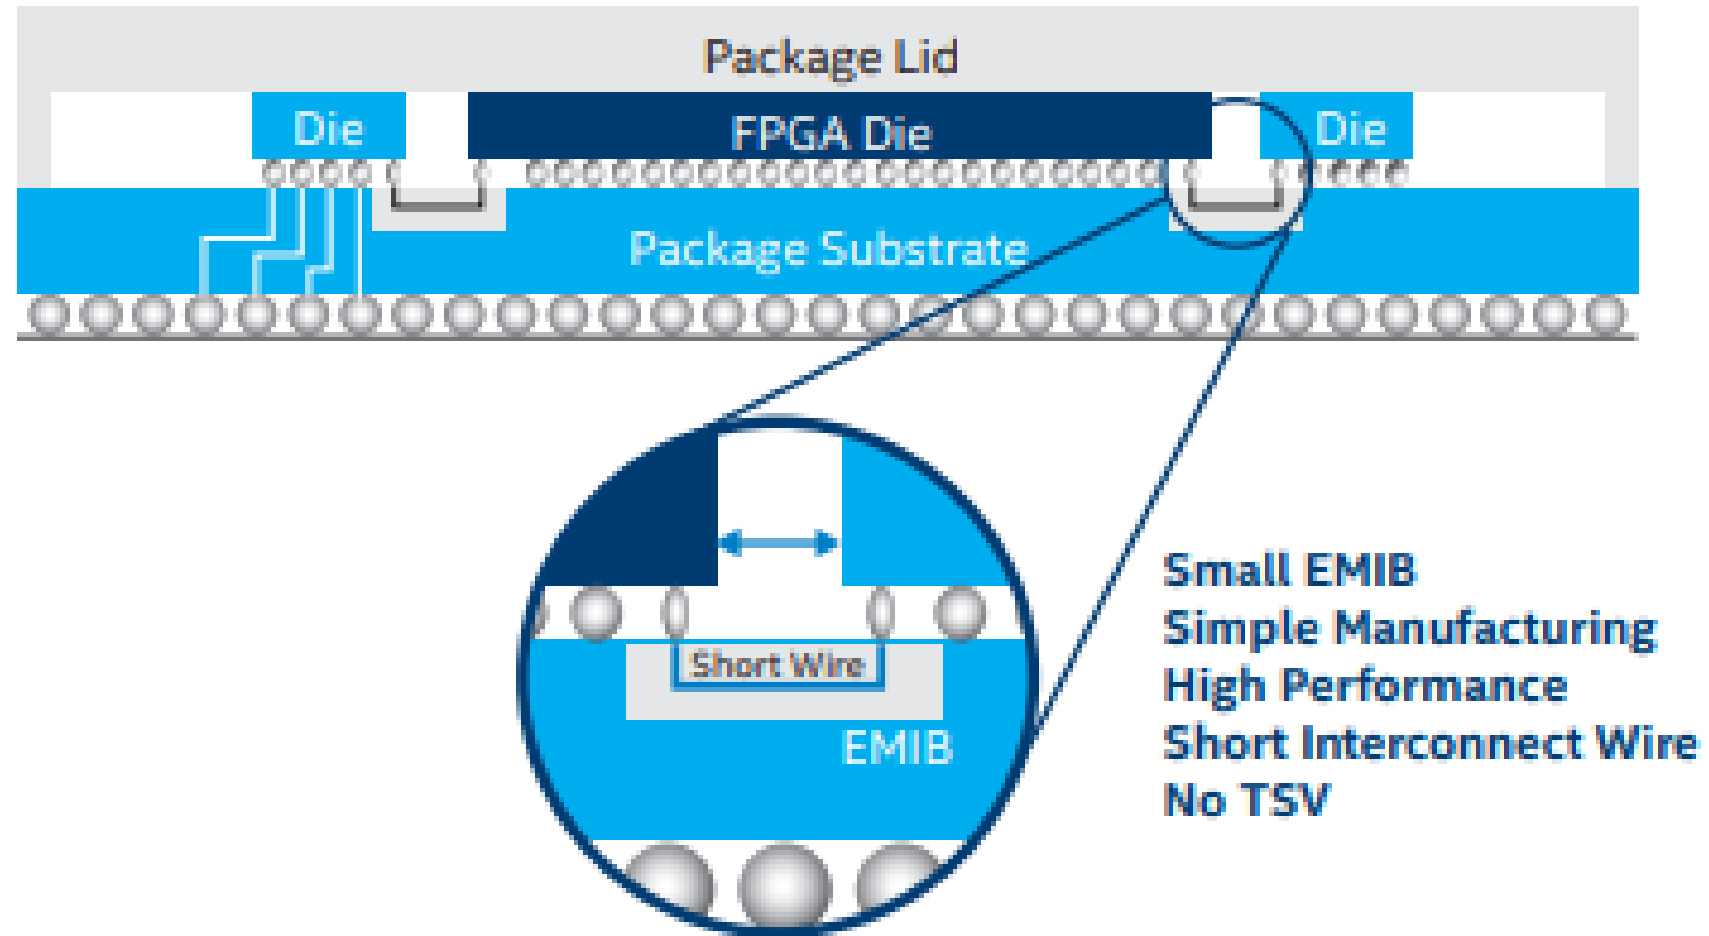 Package Lid
Die
FPGA Die
Die
Package Substrate
Short Wire
EMIB
Small EMIB
Simple Manufacturing
High Performance
Short Interconnect Wire
No TSV